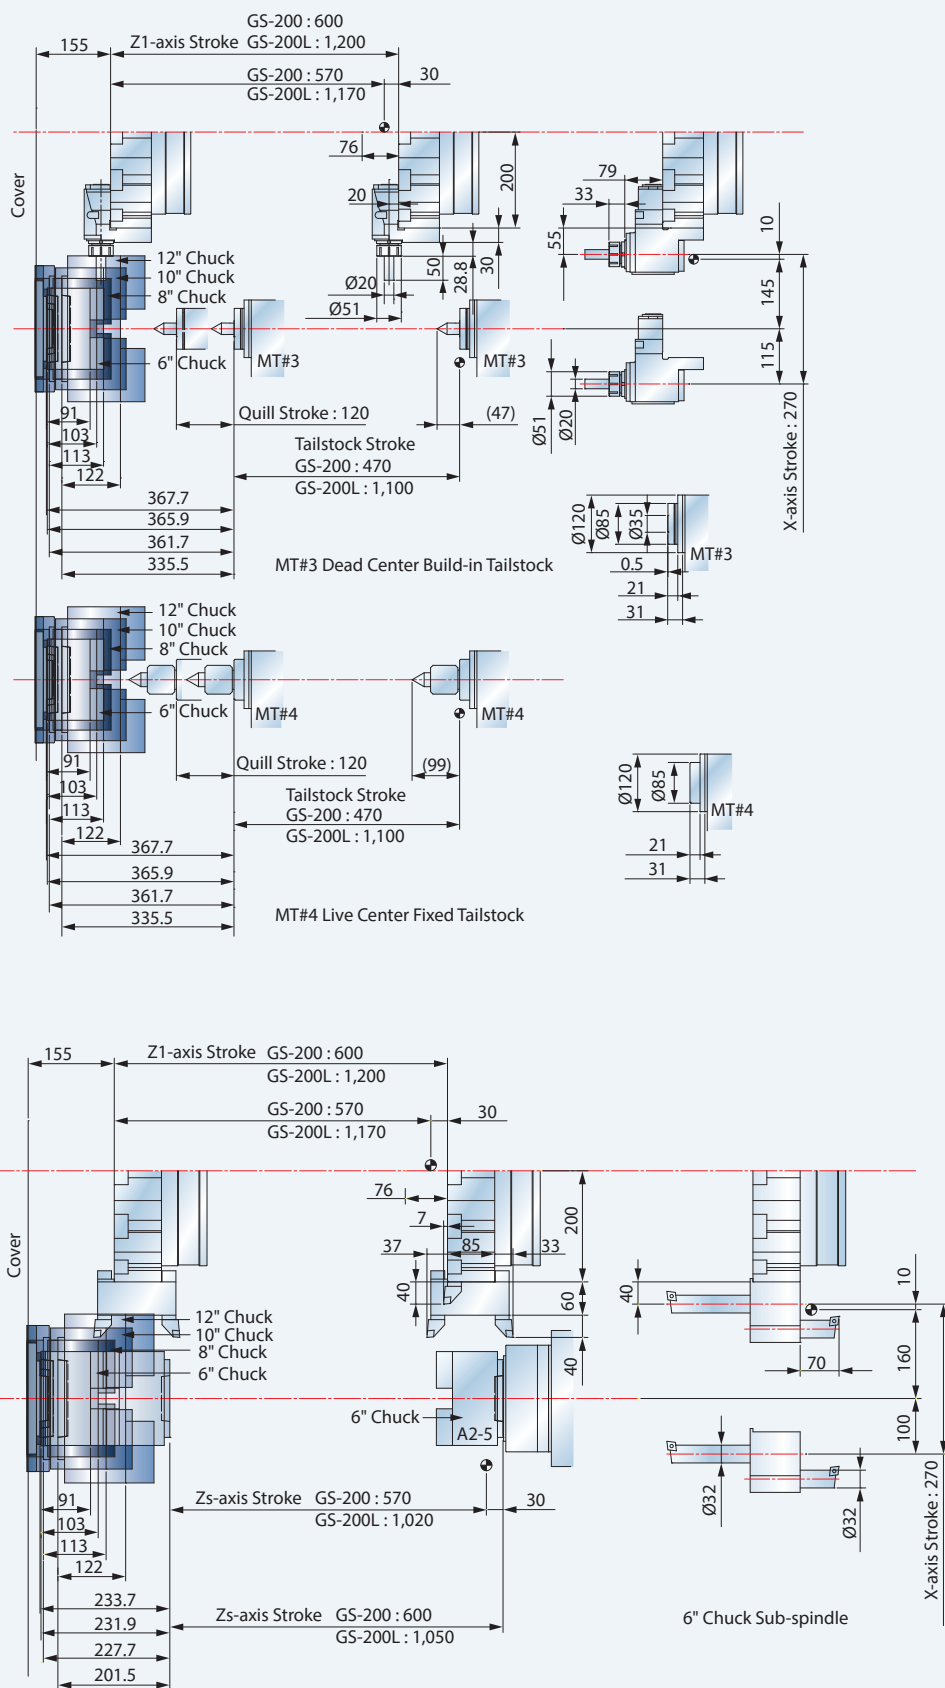 GS-200 : 600
155
Z1-axis Stroke GS-200L : 1,200
GS-200 : 570
30
GS-200L : 1,170
76
200
79
Cover
20
33
10
55
12" Chuck
10" Chuck
8" Chuck
50
28.8
30
Ø20
145
Ø51
6" Chuck
MT#3
MT#3
115
91
Quill Stroke : 120
(47)
Ø51
Ø20
103
Tailstock Stroke
113
GS-200 : 470
122
GS-200L : 1,100
X-axis Stroke : 270
367.7
365.9
Ø120
Ø85
Ø35
361.7
MT#3
335.5
MT#3 Dead Center Build-in Tailstock
0.5
21
31
12" Chuck
10" Chuck
8" Chuck
6" Chuck
MT#4
MT#4
91
Quill Stroke : 120
(99)
103
Tailstock Stroke
Ø120
Ø85
113
GS-200 : 470
MT#4
122
GS-200L : 1,100
367.7
21
365.9
31
361.7
335.5
MT#4 Live Center Fixed Tailstock
155
Z1-axis Stroke GS-200 : 600
GS-200L : 1,200
GS-200 : 570
30
GS-200L : 1,170
76
200
7
Cover
37
85
33
40
60
40
10
12" Chuck
10" Chuck
8" Chuck
6" Chuck
40
70
160
6" Chuck
A2-5
100
91
Zs-axis Stroke GS-200 : 570
30
103
GS-200L : 1,020
Ø32
Ø32
113
122
X-axis Stroke : 270
233.7
Zs-axis Stroke GS-200 : 600
6" Chuck Sub-spindle
231.9
GS-200L : 1,050
227.7
201.5